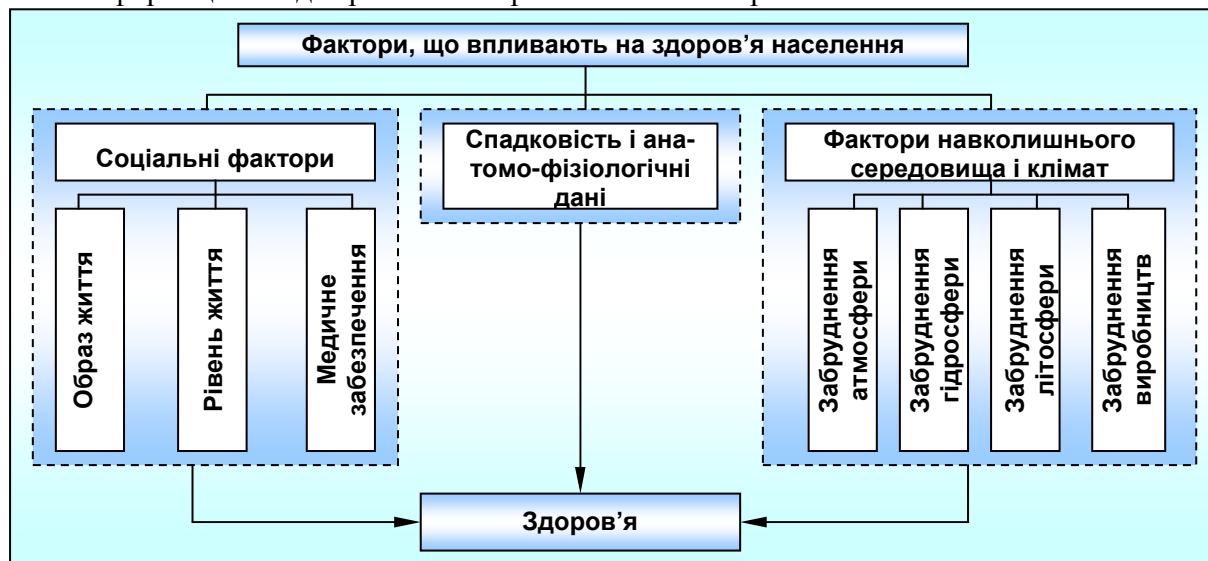 Фактори, що впливають на здоров’я населення
Соціальні фактори
Образ життя
Рівень життя
Медичне
забезпечення
Спадковість і ана-
томо-фізіологічні
дані
Фактори навколишнього
середовища і клімат
Забруднення
атмосфери
Забруднення
гідросфери
Забруднення
літосфери
Забруднення
виробництв
Здоров’я